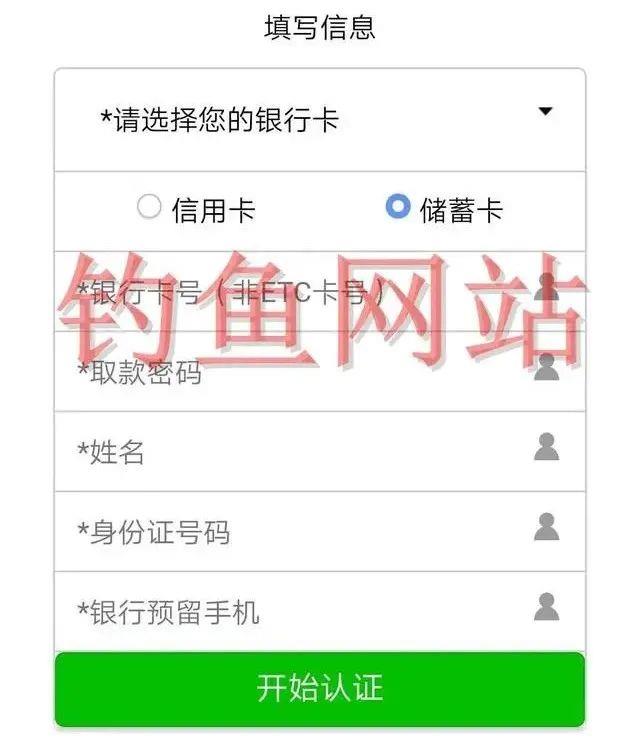 填写信息
*请选择您的银行卡
信用卡 储蓄卡
*银行卡号（非ETC卡号）
钓鱼网站
*取款密码
*姓名
*身份证号码
*银行预留手机
开始认证